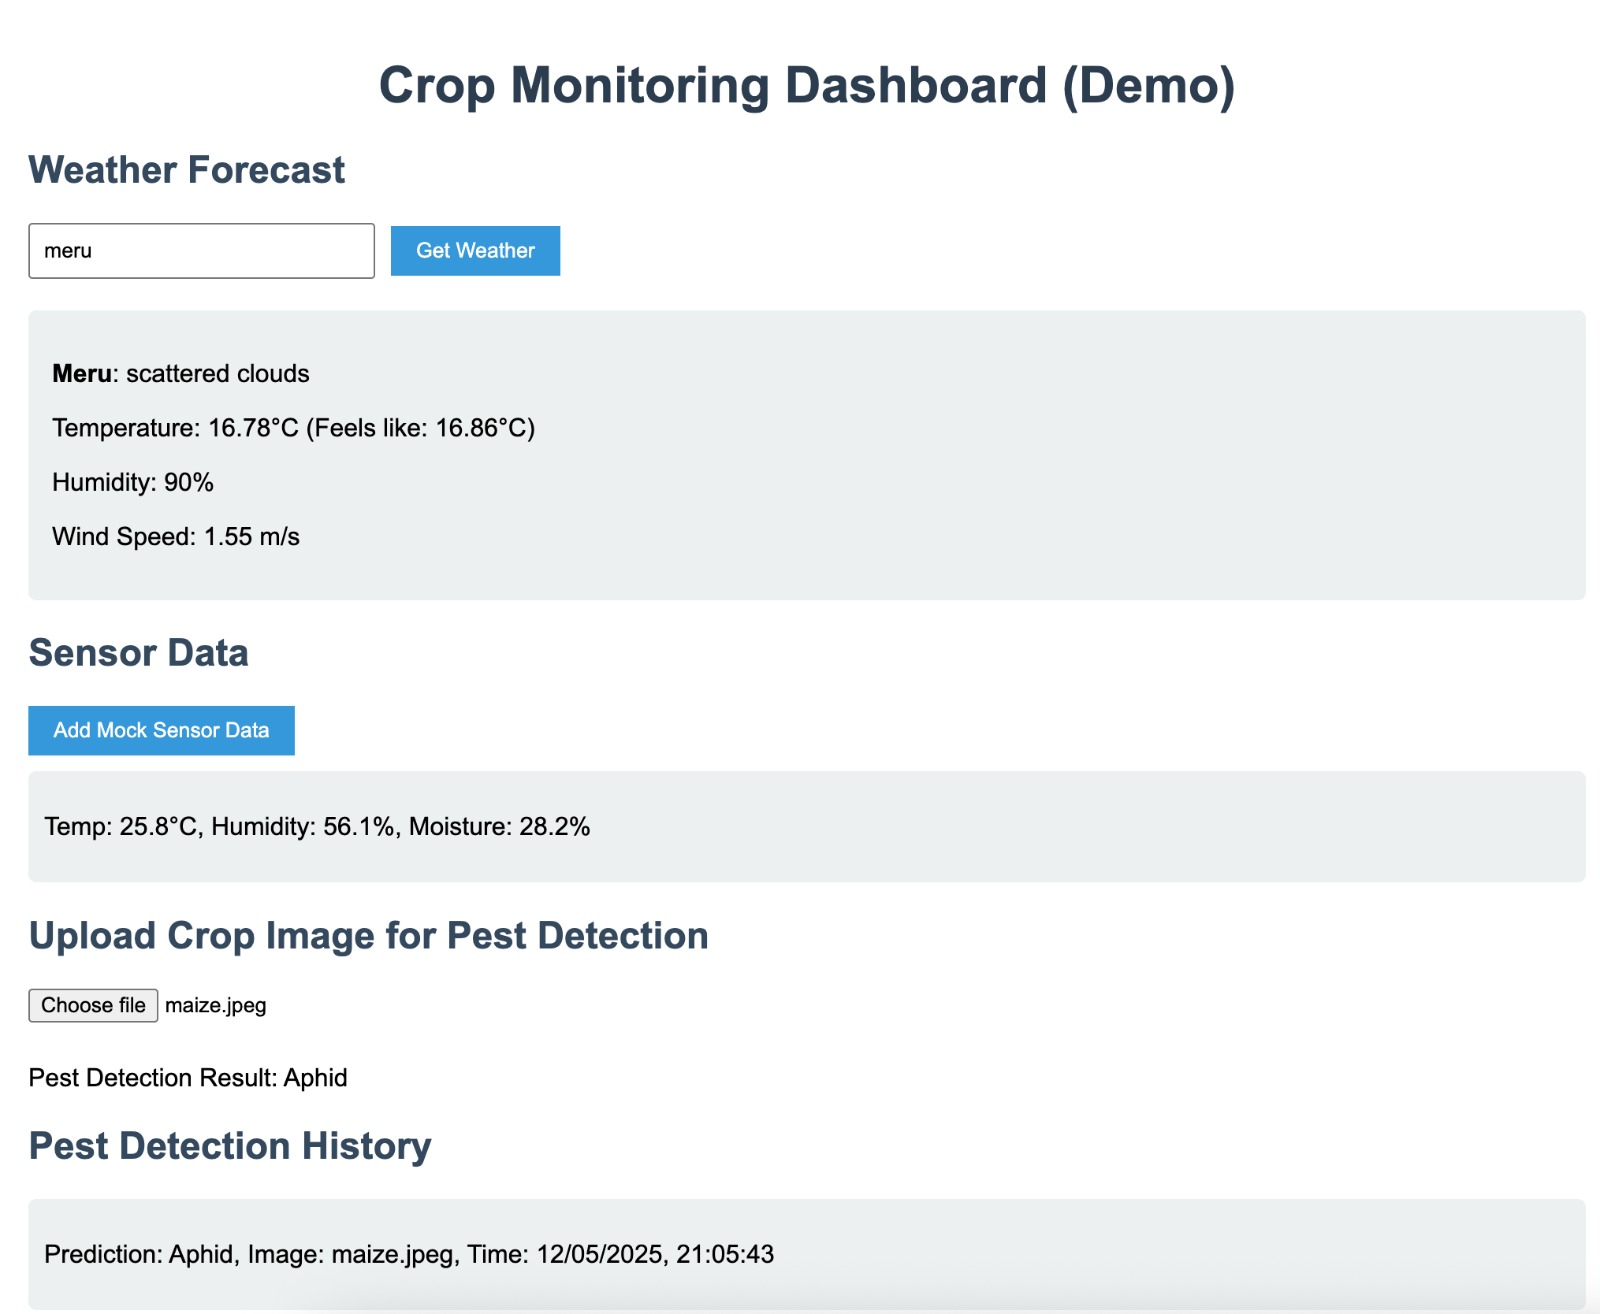 Crop Monitoring Dashboard (Demo)
Weather Forecast
meru Get Weather
Meru: scattered clouds
Temperature: 16.78°C (Feels like: 16.86°C)
Humidity: 90%
Wind Speed: 1.55 m/s
Sensor Data
Add Mock Sensor Data
Temp: 25.8°C, Humidity: 56.1%, Moisture: 28.2%
Upload Crop Image for Pest Detection
Choose file maize.jpeg
Pest Detection Result: Aphid
Pest Detection History
Prediction: Aphid, Image: maize.jpeg, Time: 12/05/2025, 21:05:43